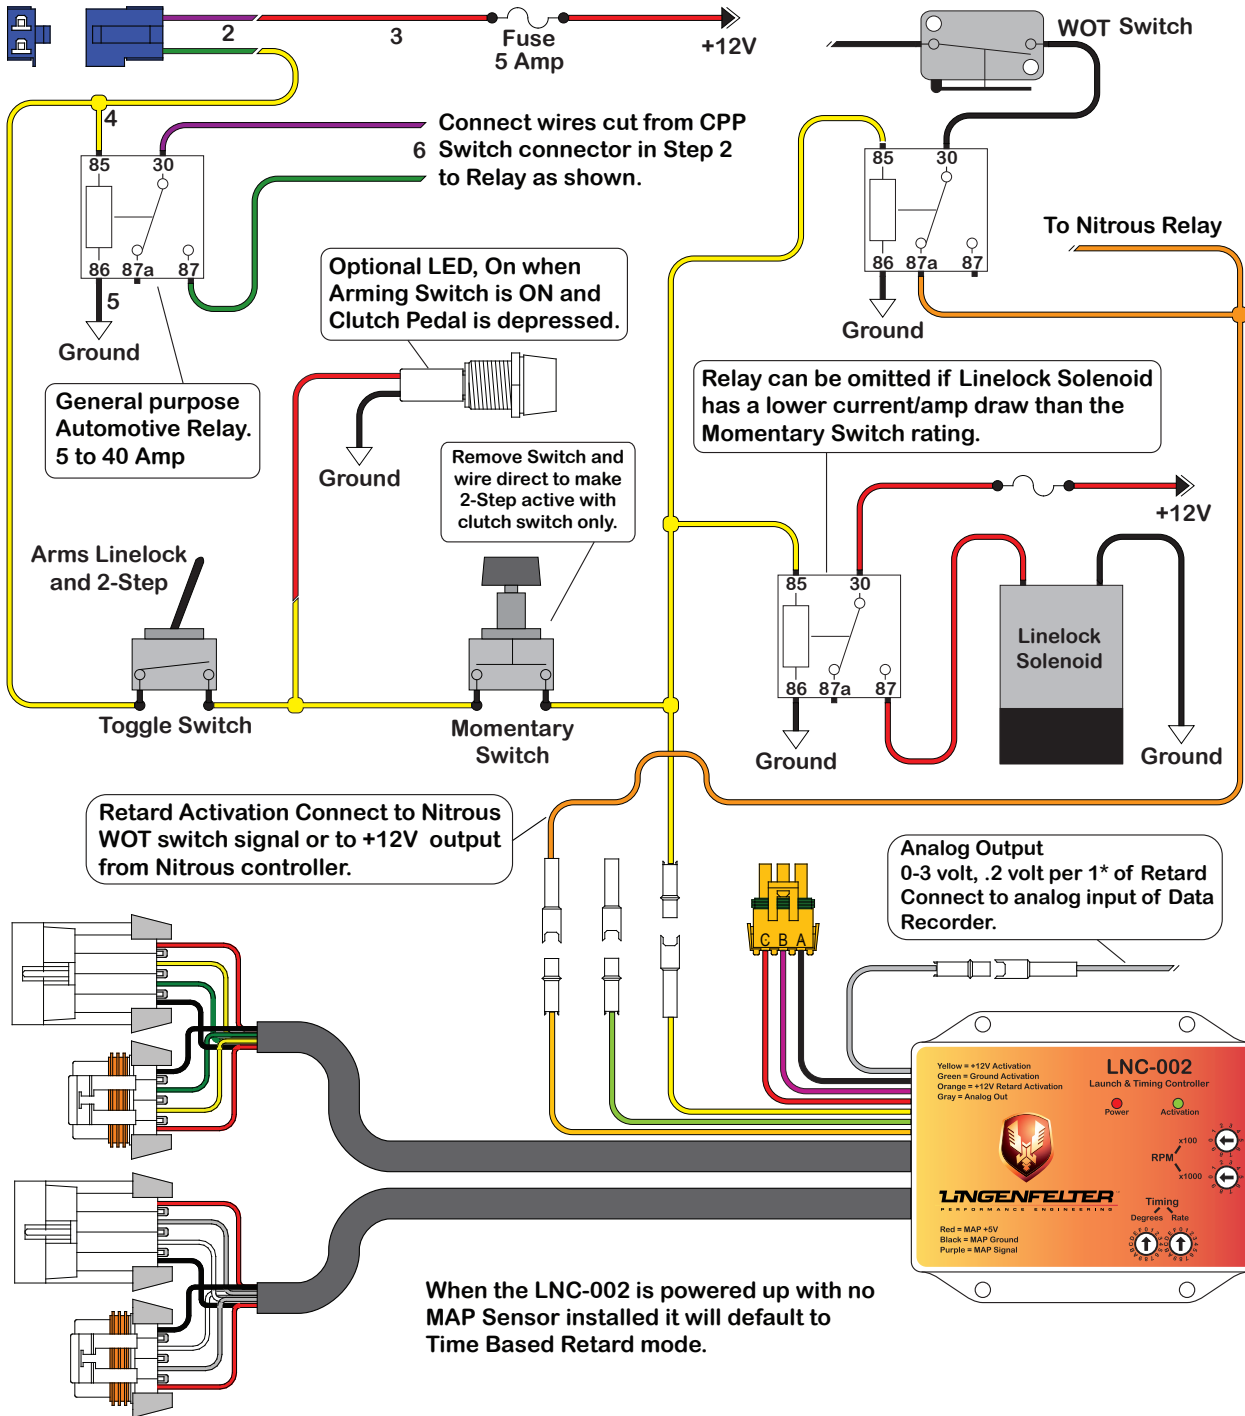 2
3
Fuse
5 Amp
+12V
WOT Switch
4
85
30
86
87a
87
5
Ground
6
Connect wires cut from CPP
Switch connector in Step 2
to Relay as shown.
85
30
86
87a
87
Ground
To Nitrous Relay
General purpose
Automotive Relay.
5 to 40 Amp
Optional LED, On when
Arming Switch is ON and
Clutch Pedal is depressed.
Ground
Relay can be omitted if Linelock Solenoid
has a lower current/amp draw than the
Momentary Switch rating.
Remove Switch and
wire direct to make
2-Step active with
clutch switch only.
+12V
Arms Linelock
and 2-Step
Toggle Switch
Momentary
Switch
85
30
86
87a
87
Ground
Linelock
Solenoid
Ground
Retard Activation Connect to Nitrous
WOT switch signal or to +12V output
from Nitrous controller.
Analog Output
0-3 volt, .2 volt per 1* of Retard
Connect to analog input of Data
Recorder.
C B A
Yellow = +12V Activation
Green = Ground Activation
Orange = +12V Retard Activation
Gray = Analog Out
LNC-002
Launch & Timing Controller
Power
Activation
x100
RPM
x1000
LINGENFELTER
PERFORMANCE ENGINEERING
Timing
Degrees
Rate
Red = MAP +5V
Black = MAP Ground
Purple = MAP Signal
When the LNC-002 is powered up with no
MAP Sensor installed it will default to
Time Based Retard mode.